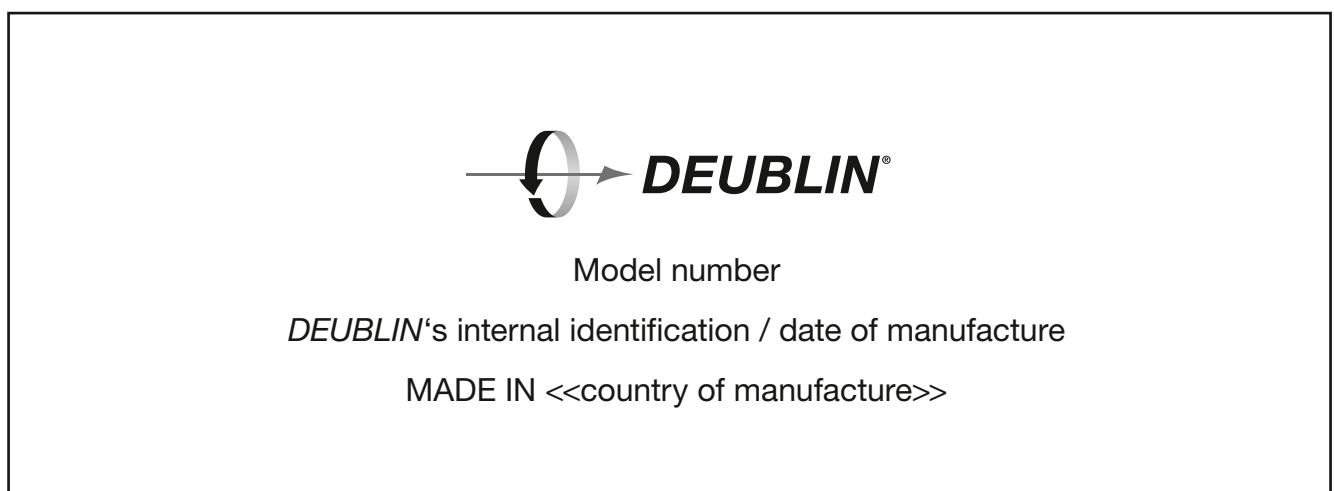 DEUBLIN®
Model number
DEUBLIN‘s internal identification / date of manufacture
MADE IN <<country of manufacture>>